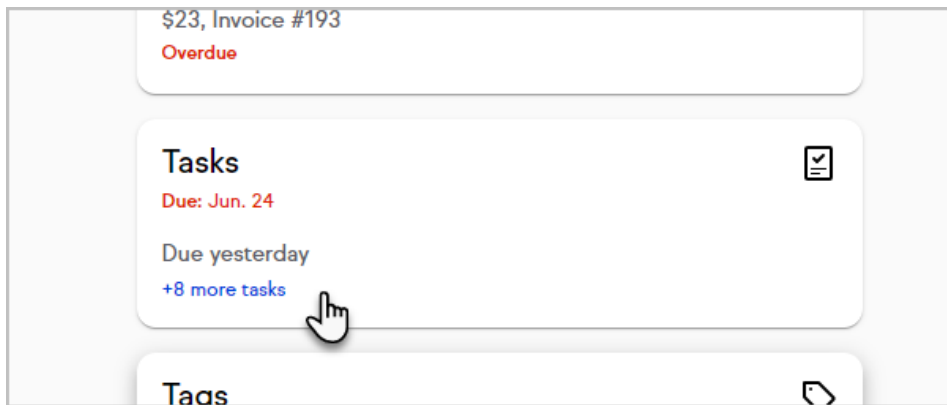 $23, Invoice #193
Overdue
Tasks
Due: Jun. 24
Due yesterday
+8 more tasks
Tags